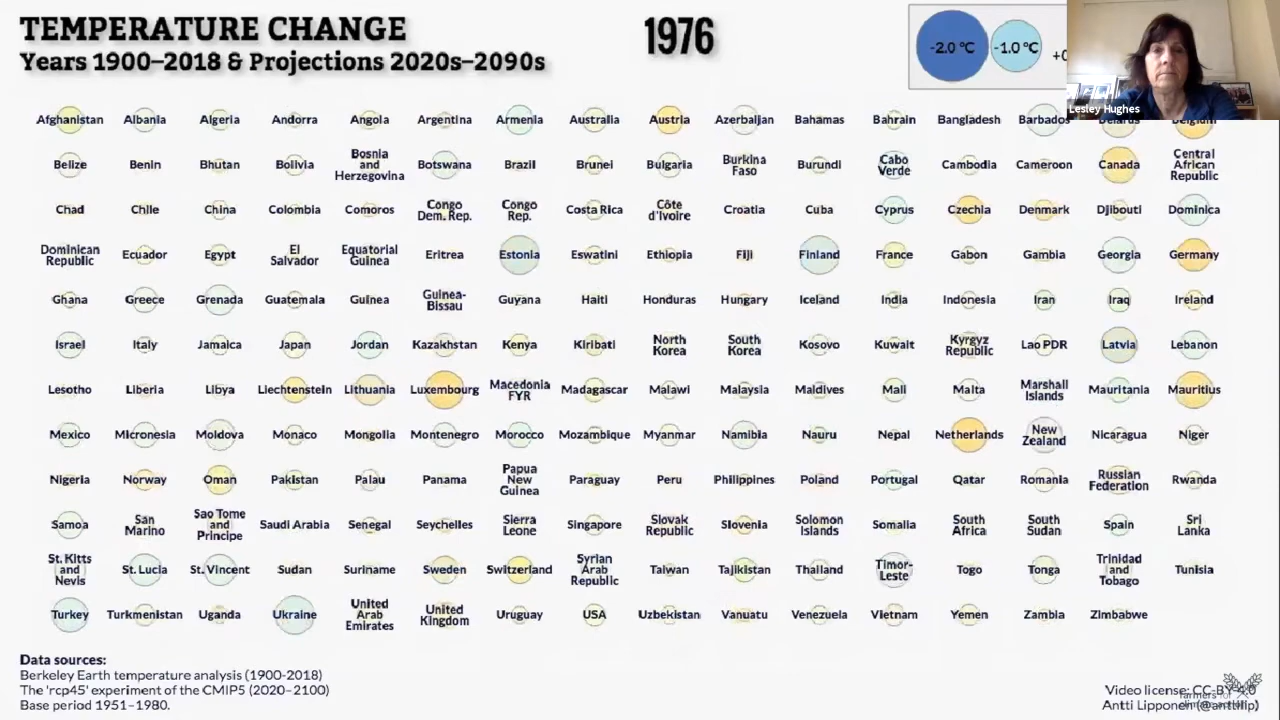 TEMPERATURE CHANGE
Years 1900–2018 & Projections 2020s–2090s
1976
-2.0 °C -1.0 °C
Lesley Hughes
Afghanistan Albania Algeria Andorra Angola Argentina Armenia Australia Austria Azerbaijan Bahamas Bahrain Bangladesh Barbados Belarus Belgium
Belize Benin Bhutan Bolivia Bosnia and Herzegovina Botswana Brazil Brunei Bulgaria Burkina Faso Burundi Cabo Verde Cambodia Cameroon Canada Central African Republic
Chad Chile China Colombia Comoros Congo Dem. Rep. Congo Rep. Costa Rica Côte d'Ivoire Croatia Cuba Cyprus Czechia Denmark Djibouti Dominica
Dominican Republic Ecuador Egypt El Salvador Equatorial Guinea Eritrea Estonia Eswatini Ethiopia Fiji Finland France Gabon Gambia Georgia Germany
Ghana Greece Grenada Guatemala Guinea Guinea-Bissau Guyana Haiti Honduras Hungary Iceland India Indonesia Iran Iraq Ireland
Israel Italy Jamaica Japan Jordan Kazakhstan Kenya Kiribati North Korea South Korea Kosovo Kuwait Kyrgyz Republic Lao PDR Latvia Lebanon
Lesotho Liberia Libya Liechtenstein Lithuania Luxembourg Macedonia FYR Madagascar Malawi Malaysia Maldives Mali Malta Marshall Islands Mauritania Mauritius
Mexico Micronesia Moldova Monaco Mongolia Montenegro Morocco Mozambique Myanmar Namibia Nauru Nepal Netherlands New Zealand Nicaragua Niger
Nigeria Norway Oman Pakistan Palau Panama Papua New Guinea Paraguay Peru Philippines Poland Portugal Qatar Romania Russian Federation Rwanda
Samoa San Marino Sao Tome and Principe Saudi Arabia Senegal Seychelles Sierra Leone Singapore Slovak Republic Slovenia Solomon Islands Somalia South Africa South Sudan Spain Sri Lanka
St. Kitts and Nevis St. Lucia St. Vincent Sudan Suriname Sweden Switzerland Syrian Arab Republic Taiwan Tajikistan Thailand Timor-Leste Togo Tonga Trinidad and Tobago Tunisia
Turkey Turkmenistan Uganda Ukraine United Arab Emirates United Kingdom Uruguay USA Uzbekistan Vanuatu Venezuela Vietnam Yemen Zambia Zimbabwe
Data sources:
Berkeley Earth temperature analysis (1900-2018)
The 'rcp45' experiment of the CMIP5 (2020–2100)
Base period 1951–1980.
Video license: CC-BY-4.0
Antti Lipponen (@anttilip)